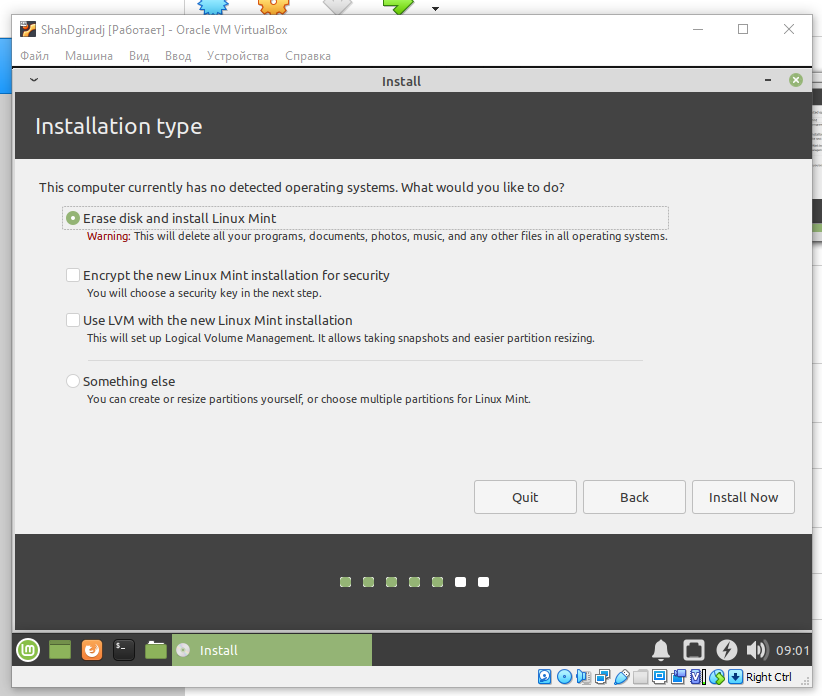 ShahDgiradj [Работает] - Oracle VM VirtualBox
Файл Машина Вид Ввод Устройства Справка
Install
Installation type
This computer currently has no detected operating systems. What would you like to do?
Erase disk and install Linux Mint
Warning: This will delete all your programs, documents, photos, music, and any other files in all operating systems.
Encrypt the new Linux Mint installation for security
You will choose a security key in the next step.
Use LVM with the new Linux Mint installation
This will set up Logical Volume Management. It allows taking snapshots and easier partition resizing.
Something else
You can create or resize partitions yourself, or choose multiple partitions for Linux Mint.
Quit Back Install Now
Install 09:01
Right Ctrl